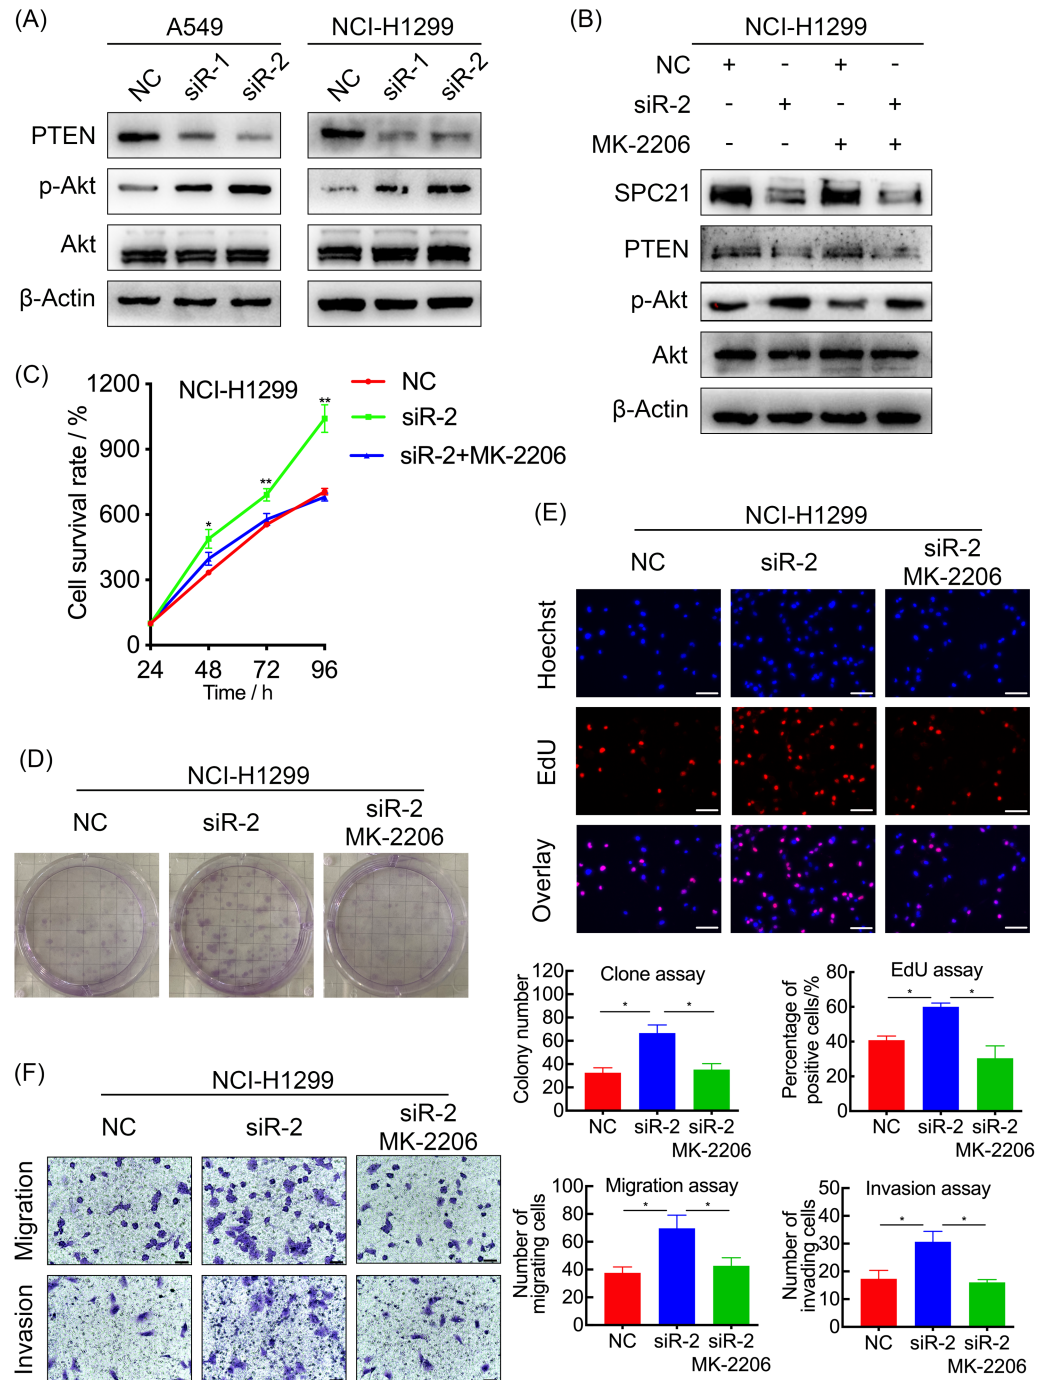 (A)
A549
NCI-H1299
NC siR-1 siR-2
NC siR-1 siR-2
PTEN
p-Akt
Akt
β-Actin
(B)
NCI-H1299
NC + - + -
siR-2 - + - +
MK-2206 - - + +
SPC21
PTEN
p-Akt
Akt
β-Actin
(C)
NCI-H1299
NC
siR-2
siR-2+MK-2206
Cell survival rate / %
1200
900
600
300
0
* ** **
24 48 72 96
Time / h
(D)
NCI-H1299
NC
siR-2
siR-2
MK-2206
(E)
NCI-H1299
NC
siR-2
siR-2
MK-2206
Hoechst
EdU
Overlay
Clone assay
Colony number
120
100
80
60
40
20
0
* *
NC siR-2 siR-2
MK-2206
EdU assay
Percentage of
positive cells/%
80
60
40
20
0
* *
NC siR-2 siR-2
MK-2206
(F)
NCI-H1299
NC
siR-2
siR-2
MK-2206
Migration
Invasion
Migration assay
Number of
migrating cells
100
80
60
40
20
0
* *
NC siR-2 siR-2
MK-2206
Invasion assay
Number of
invading cells
50
40
30
20
10
0
* *
NC siR-2 siR-2
MK-2206